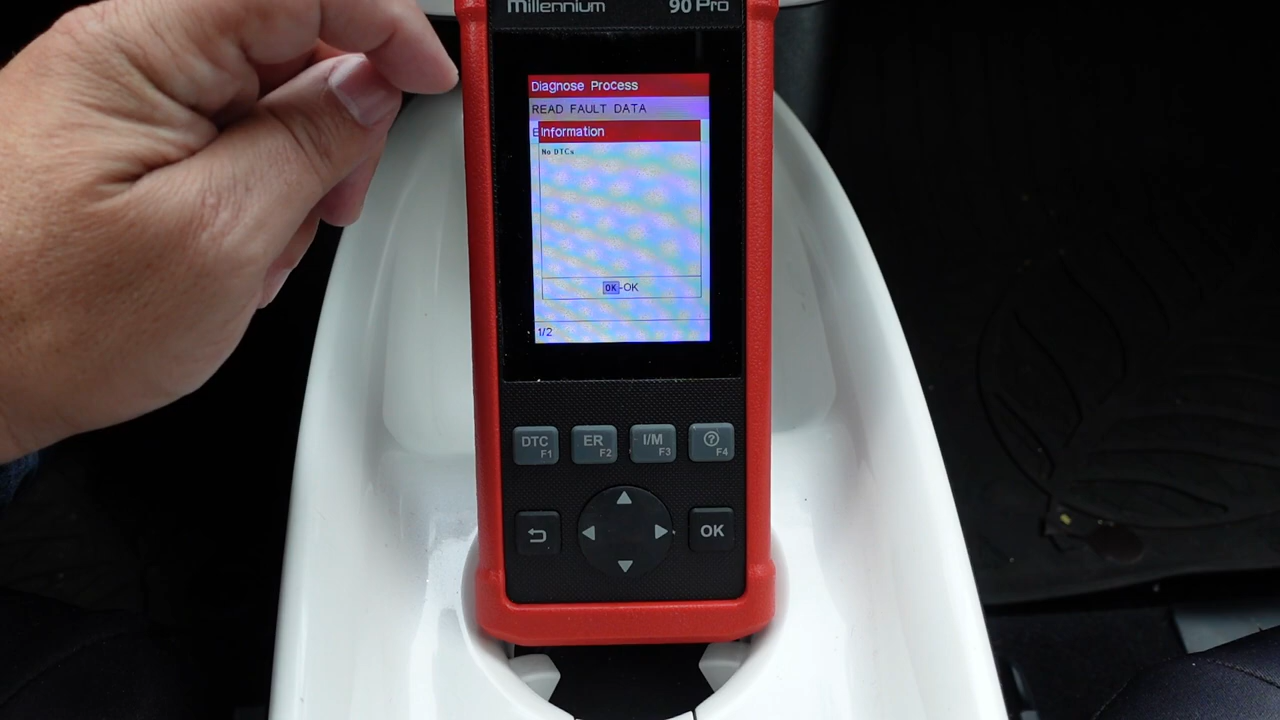 millennium 90 Pro
Diagnose Process
READ FAULT DATA
E
Information
No DTCs
OK-OK
1/2
DTC F1
ER F2
I/M F3
? F4
OK